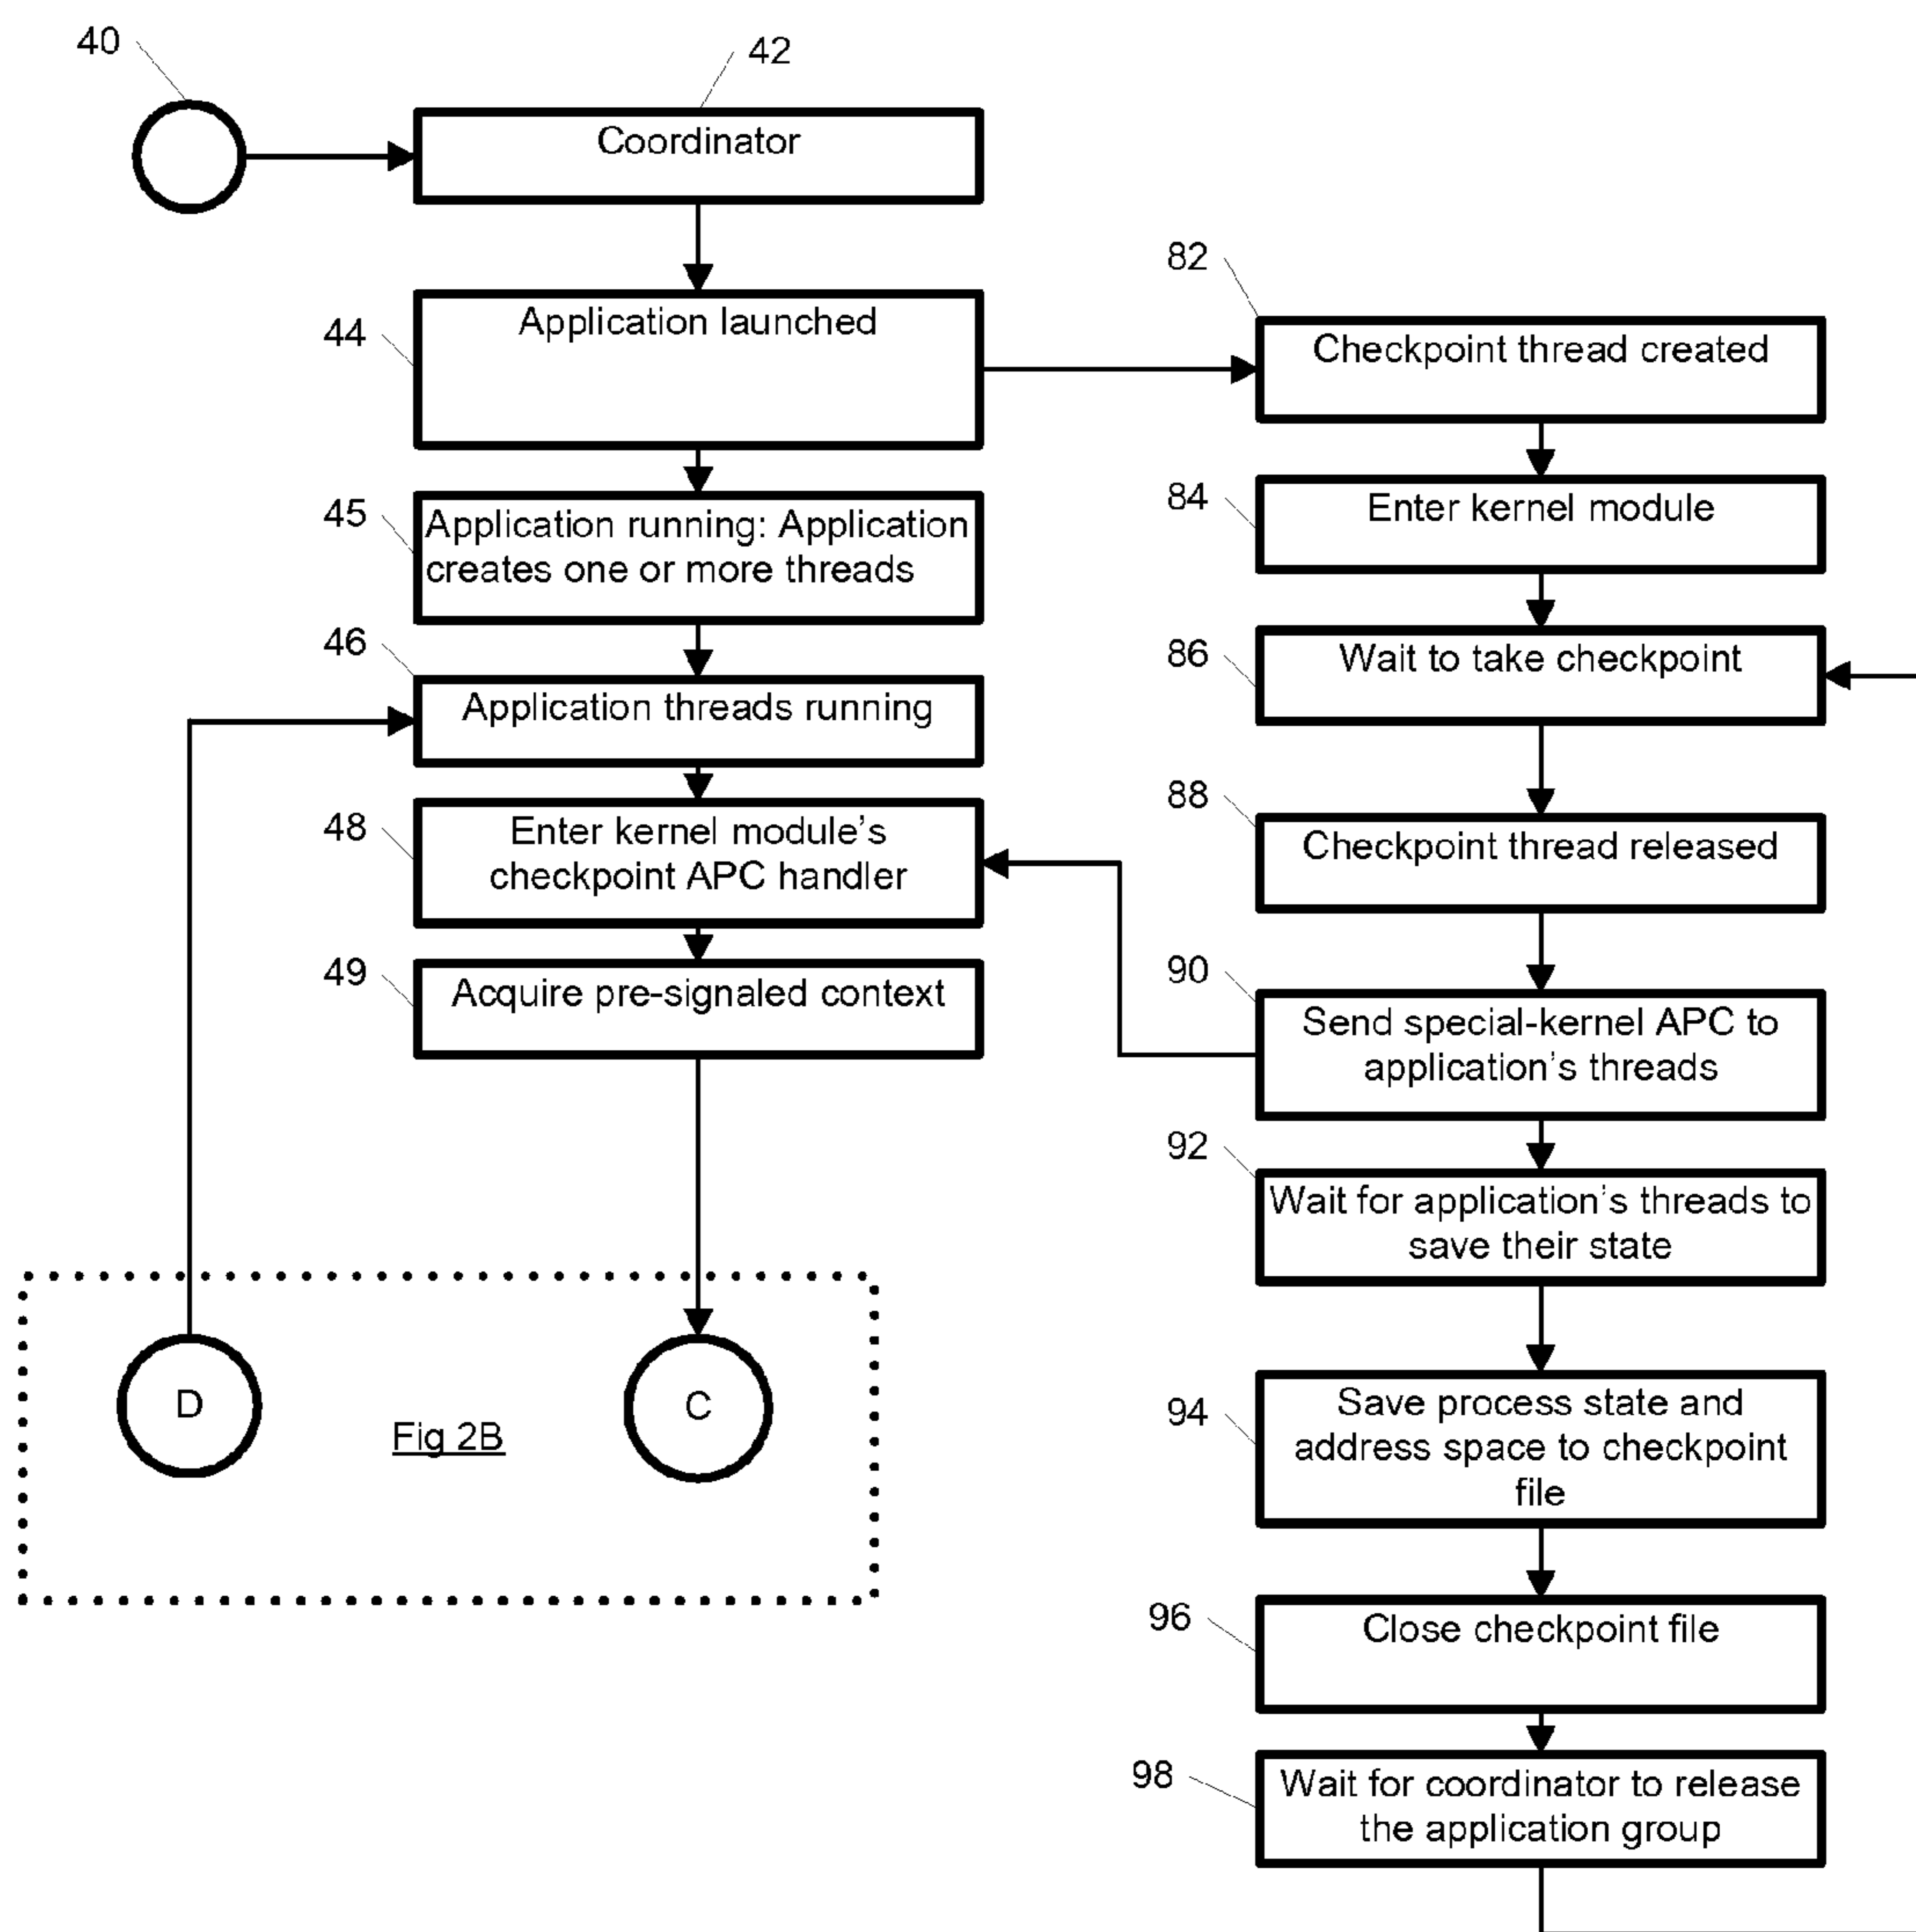 40
42
Coordinator
44
Application launched
45
Application running: Application
creates one or more threads
46
Application threads running
48
Enter kernel module's
checkpoint APC handler
49
Acquire pre-signaled context
D
Fig 2B
C
82
Checkpoint thread created
84
Enter kernel module
86
Wait to take checkpoint
88
Checkpoint thread released
90
Send special-kernel APC to
application's threads
92
Wait for application's threads to
save their state
94
Save process state and
address space to checkpoint
file
96
Close checkpoint file
98
Wait for coordinator to release
the application group